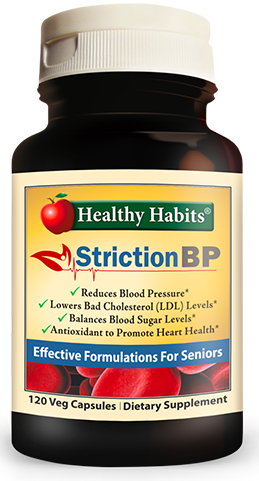 Healthy Habits®
StrictionBP
Reduces Blood Pressure*
Lowers Bad Cholesterol (LDL) Levels*
Balances Blood Sugar Levels*
Antioxidant to Promote Heart Health*
Effective Formulations For Seniors
120 Veg Capsules | Dietary Supplement